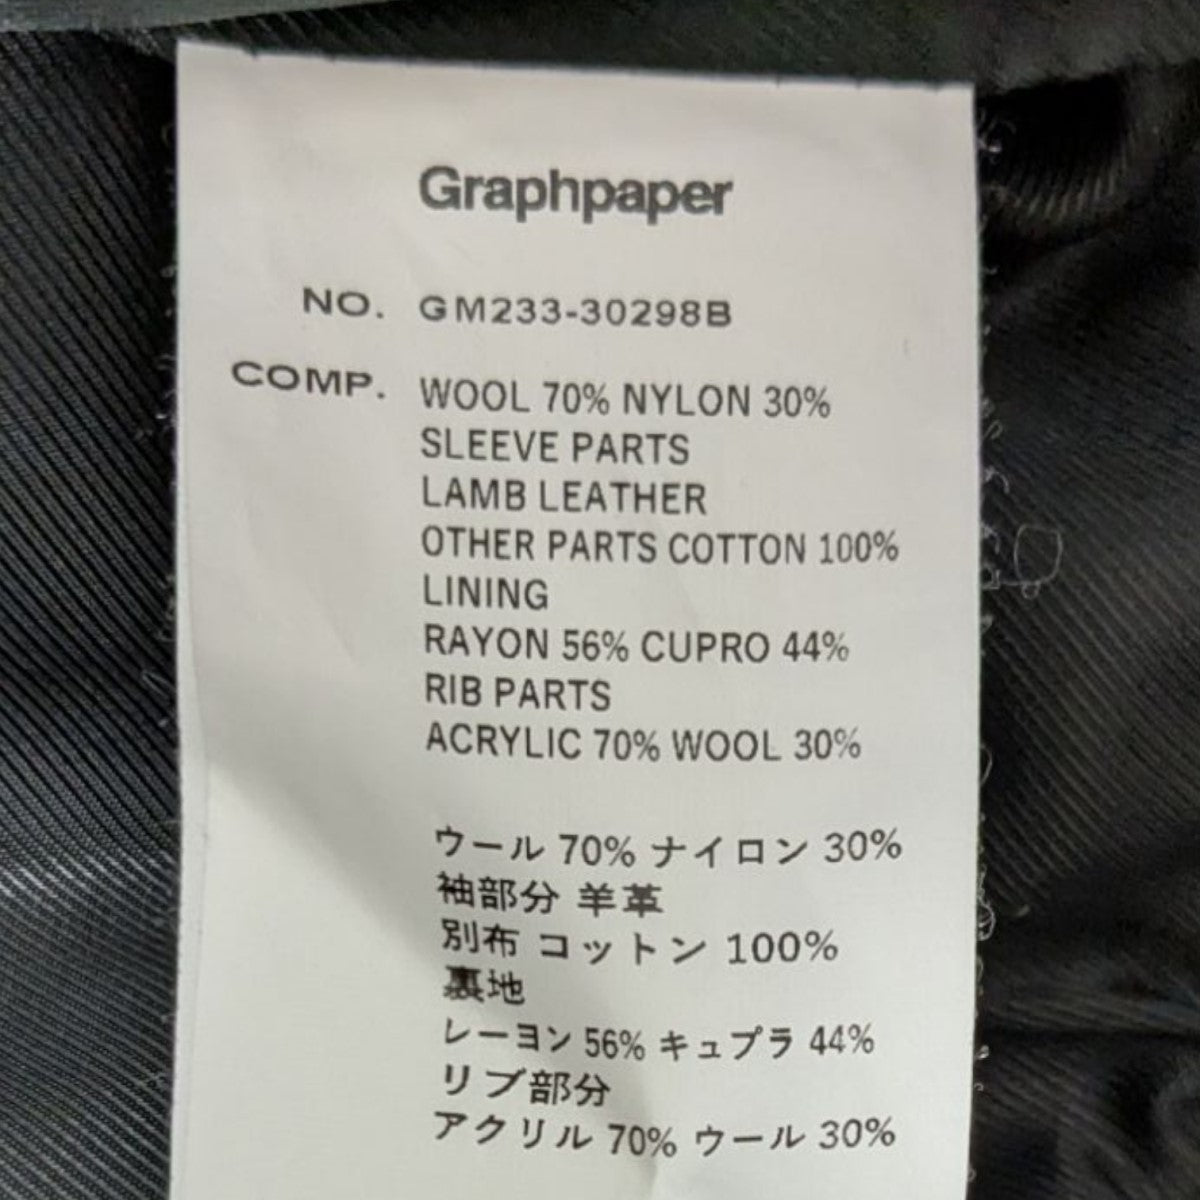 Graphpaper
NO. GM233-30298B
COMP. WOOL 70% NYLON 30%
SLEEVE PARTS
LAMB LEATHER
OTHER PARTS COTTON 100%
LINING
RAYON 56% CUPRO 44%
RIB PARTS
ACRYLIC 70% WOOL 30%
ウール 70% ナイロン 30%
袖部分 羊革
別布 コットン 100%
裏地
レーヨン 56% キュプラ 44%
リブ部分
アクリル 70% ウール 30%